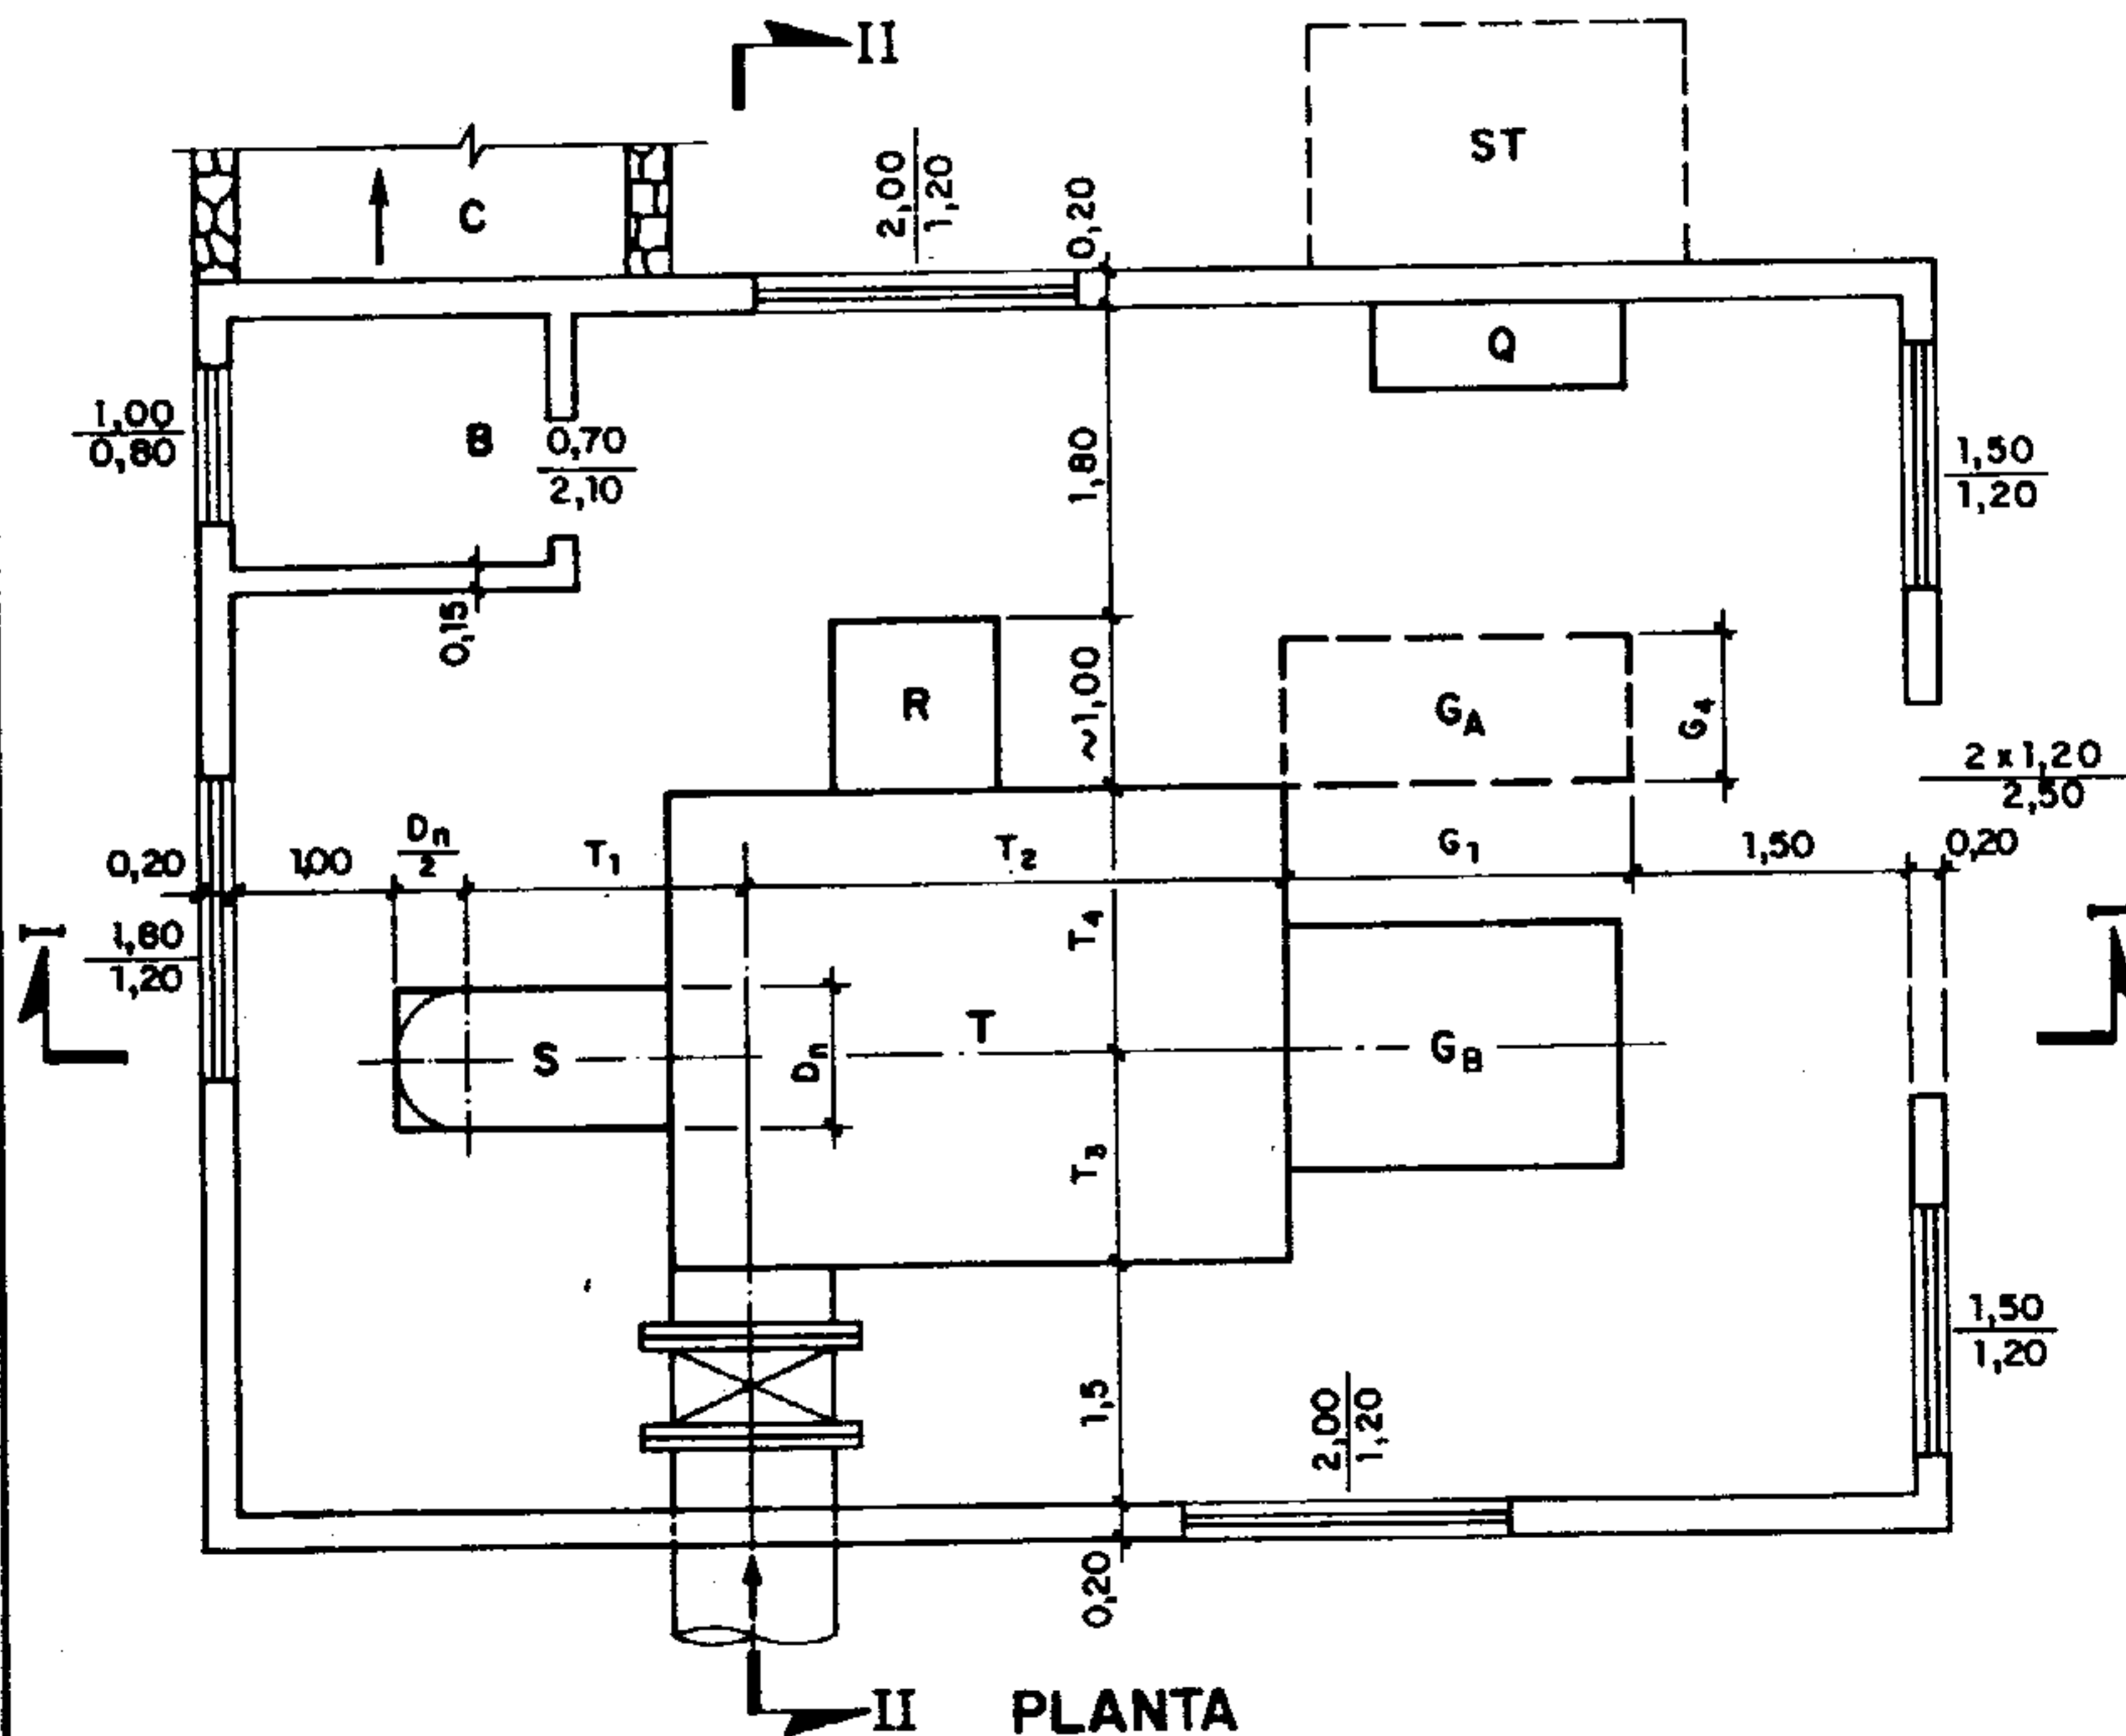 II
ST
C
2,00
1,20
0,20
Q
1,00
0,80
B
0,70
2,10
1,80
1,50
1,20
0,15
R
~1,00
G_A
G_4
2 x 1,20
2,50
0,20
1,00
D_n
2
T_1
T_2
G_1
1,50
0,20
1,80
1,20
I
T_4
I
S
D_n
T
G_B
T_3
1,5
2,00
1,20
1,50
1,20
0,20
II
PLANTA